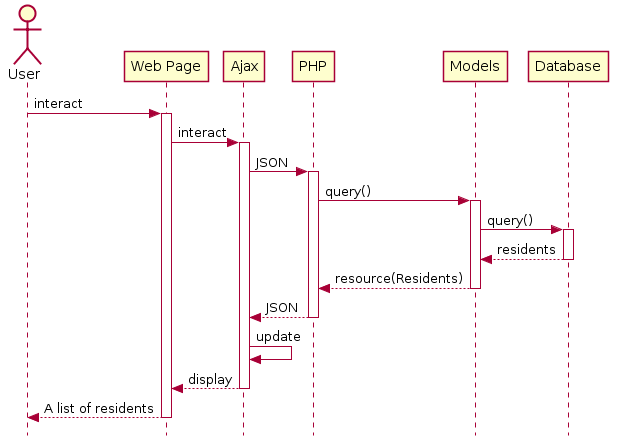 User
Web Page
Ajax
PHP
Models
Database
interact
interact
JSON
query()
query()
residents
resource(Residents)
JSON
update
display
A list of residents